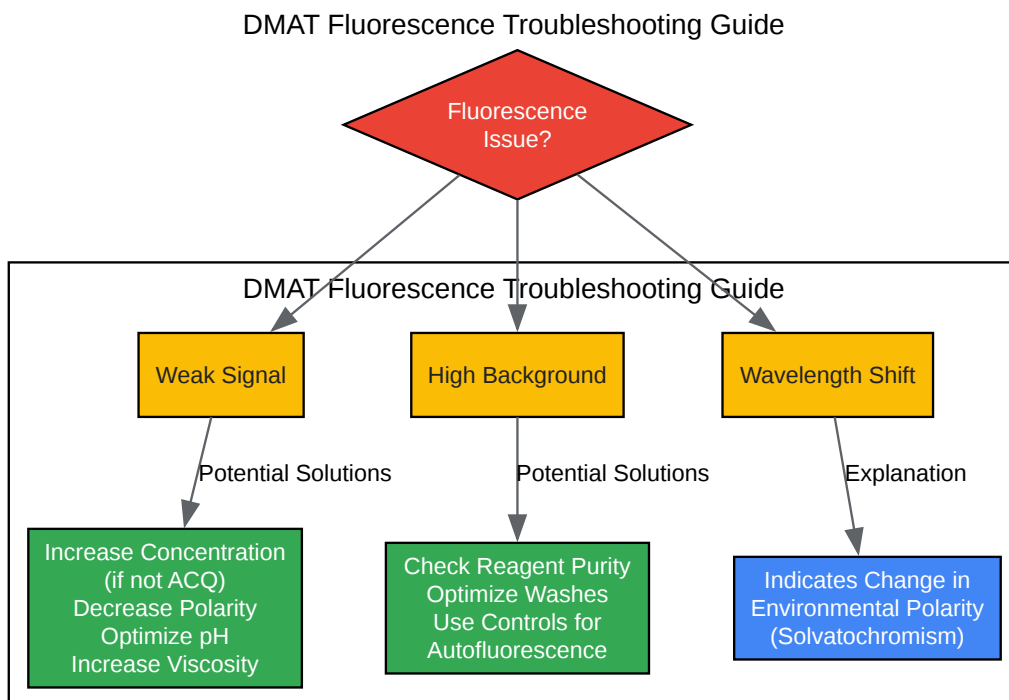 DMAT Fluorescence Troubleshooting Guide
Fluorescence
Issue?
DMAT Fluorescence Troubleshooting Guide
Weak Signal
High Background
Wavelength Shift
Potential Solutions
Potential Solutions
Explanation
Increase Concentration
(if not ACQ)
Decrease Polarity
Optimize pH
Increase Viscosity
Check Reagent Purity
Optimize Washes
Use Controls for
Autofluorescence
Indicates Change in
Environmental Polarity
(Solvatochromism)